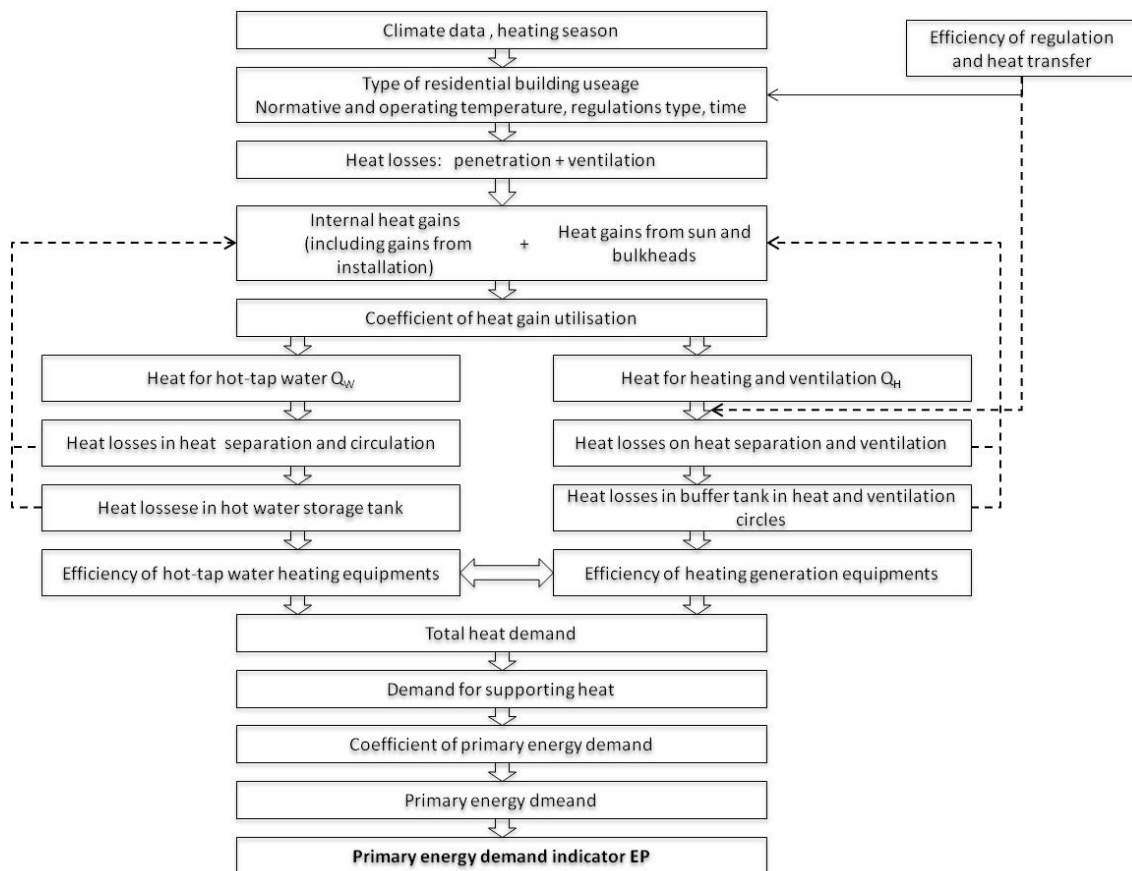 Climate data , heating season
Efficiency of regulation
and heat transfer
Type of residential building useage
Normative and operating temperature, regulations type, time
Heat losses: penetration + ventilation
Internal heat gains
(including gains from
installation)
+
Heat gains from sun and
bulkheads
Coefficient of heat gain utilisation
Heat for hot-tap water QW
Heat for heating and ventilation QH
Heat losses in heat separation and circulation
Heat losses on heat separation and ventilation
Heat lossese in hot water storage tank
Heat losses in buffer tank in heat and ventilation
circles
Efficiency of hot-tap water heating equipments
Efficiency of heating generation equipments
Total heat demand
Demand for supporting heat
Coefficient of primary energy demand
Primary energy dmeand
Primary energy demand indicator EP